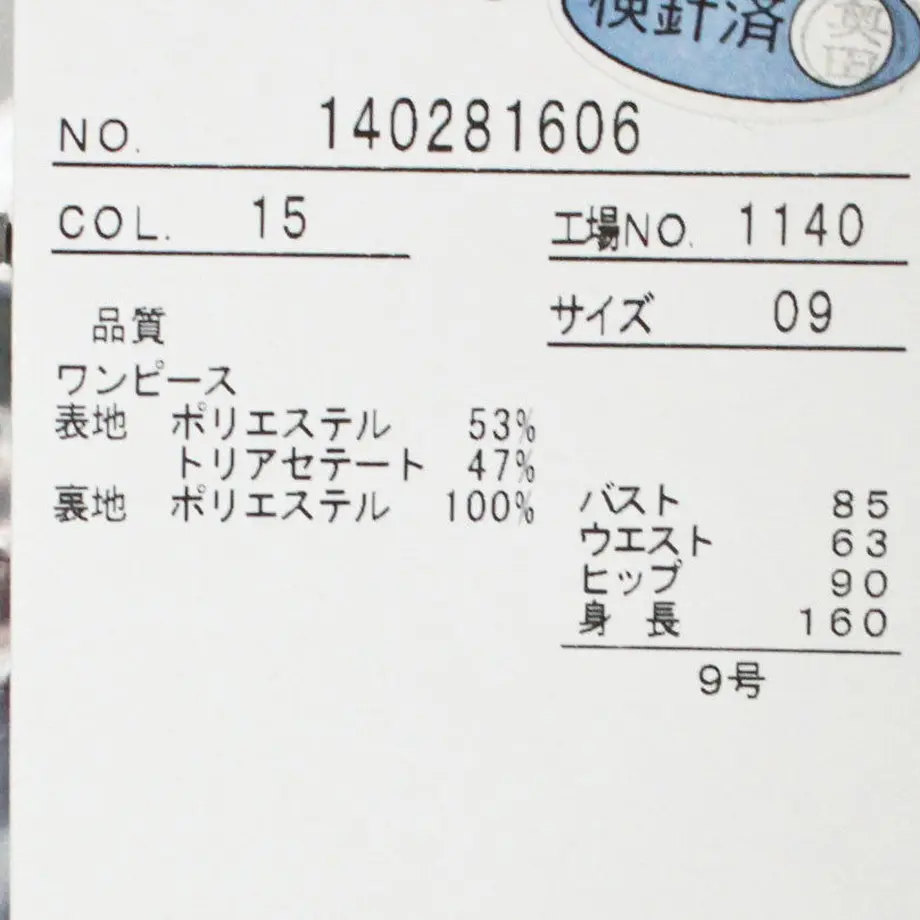 検針済
奥田
NO. 140281606
COL. 15
工場NO. 1140
サイズ 09
品質
ワンピース
表地 ポリエステル 53%
トリアセテート 47%
裏地 ポリエステル 100%
バスト 85
ウエスト 63
ヒップ 90
身長 160
9号